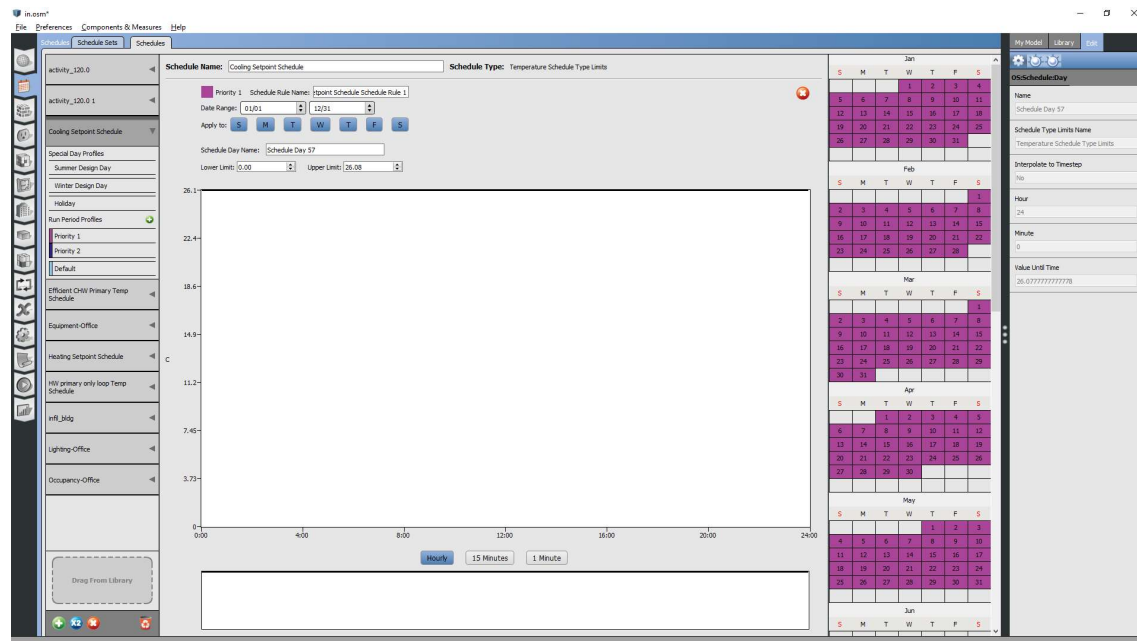 in.osm*
File Preferences Components & Measures Help
Schedules Schedule Sets Schedules
My Model Library Edit
activity_120.0
activity_120.0 1
Cooling Setpoint Schedule
Special Day Profiles
Summer Design Day
Winter Design Day
Holiday
Run Period Profiles
Priority 1
Priority 2
Default
Efficient CHW Primary Temp
Schedule
Equipment-Office
Heating Setpoint Schedule
HW primary only loop Temp
Schedule
infil_bldg
Lighting-Office
Occupancy-Office
Drag From Library
X2
Schedule Name: Cooling Setpoint Schedule Schedule Type: Temperature Schedule Type Limits
Priority 1 Schedule Rule Name: etpoint Schedule Schedule Rule 1
Date Range: 01/01 12/31
Apply to: S M T W T F S
Schedule Day Name: Schedule Day 57
Lower Limit: 0.00 Upper Limit: 26.08
26.1
22.4
18.6
14.9
C
11.2
7.45
3.73
0
0:00 4:00 8:00 12:00 16:00 20:00 24:00
Hourly 15 Minutes 1 Minute
Jan
S M T W T F S
1 2 3 4
5 6 7 8 9 10 11
12 13 14 15 16 17 18
19 20 21 22 23 24 25
26 27 28 29 30 31
Feb
S M T W T F S
1
2 3 4 5 6 7 8
9 10 11 12 13 14 15
16 17 18 19 20 21 22
23 24 25 26 27 28
Mar
S M T W T F S
1
2 3 4 5 6 7 8
9 10 11 12 13 14 15
16 17 18 19 20 21 22
23 24 25 26 27 28 29
30 31
Apr
S M T W T F S
1 2 3 4 5
6 7 8 9 10 11 12
13 14 15 16 17 18 19
20 21 22 23 24 25 26
27 28 29 30
May
S M T W T F S
1 2 3
4 5 6 7 8 9 10
11 12 13 14 15 16 17
18 19 20 21 22 23 24
25 26 27 28 29 30 31
Jun
S M T W T F S
OS:Schedule:Day
Name
Schedule Day 57
Schedule Type Limits Name
Temperature Schedule Type Limits
Interpolate to Timestep
No
Hour
24
Minute
0
Value Until Time
26.0777777777778